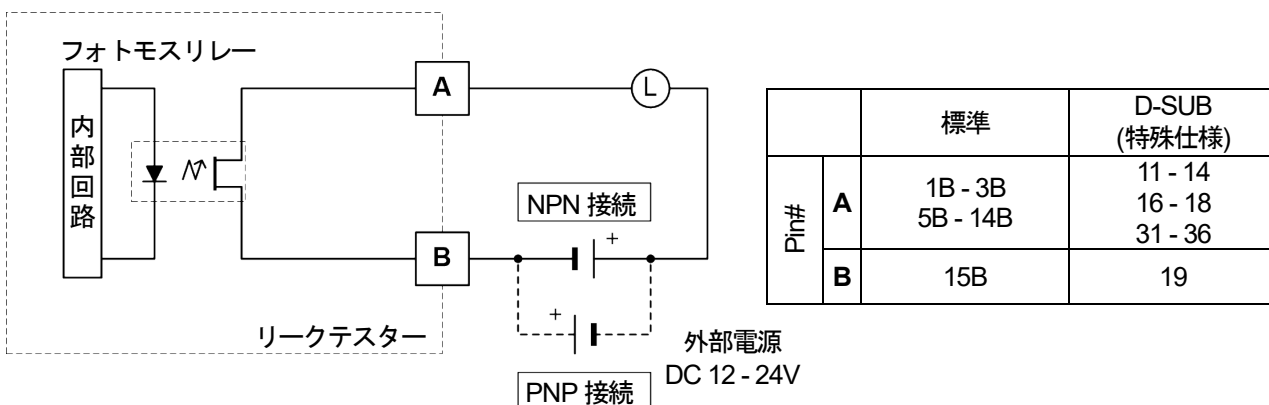 フォトモスリレー
内部回路
A
L
NPN 接続
+
B
+
リークテスター
外部電源
DC 12 - 24V
PNP 接続
標準
D-SUB
(特殊仕様)
Pin#
A
1B - 3B
5B - 14B
11 - 14
16 - 18
31 - 36
B
15B
19